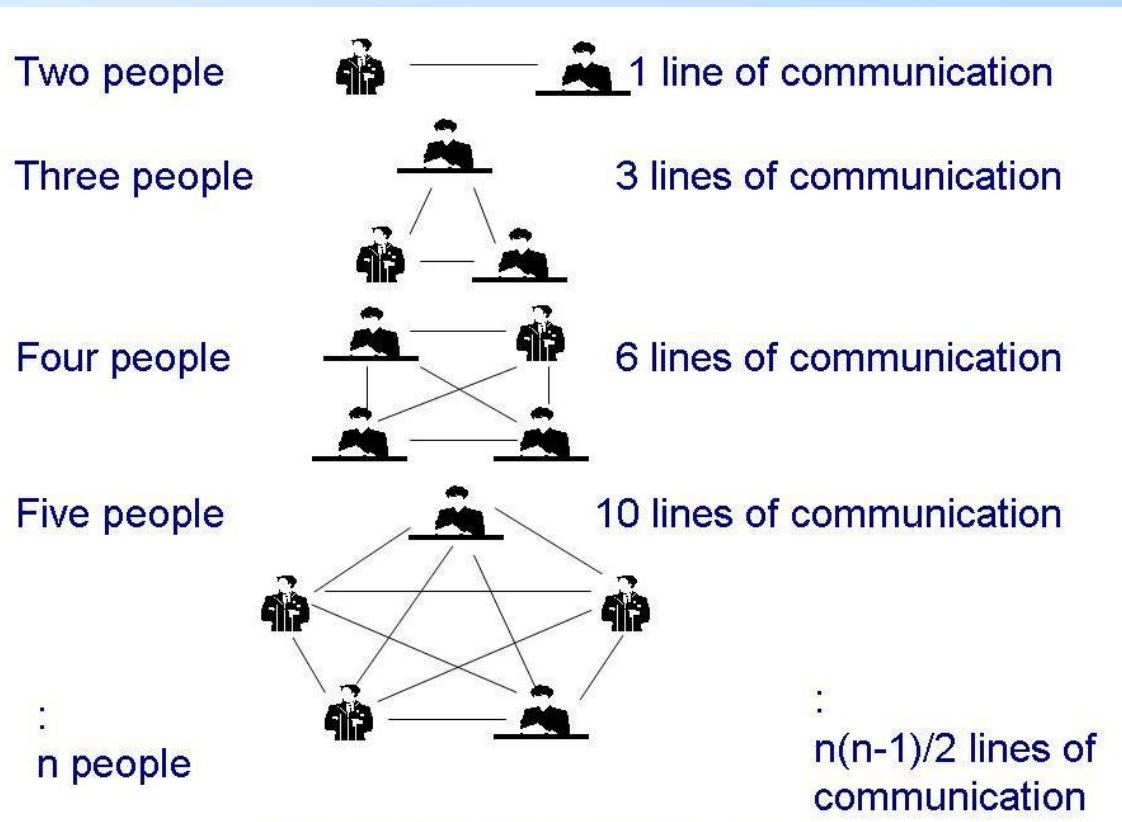 Two people 1 line of communication
Three people 3 lines of communication
Four people 6 lines of communication
Five people 10 lines of communication
: :
n people n(n-1)/2 lines of
communication